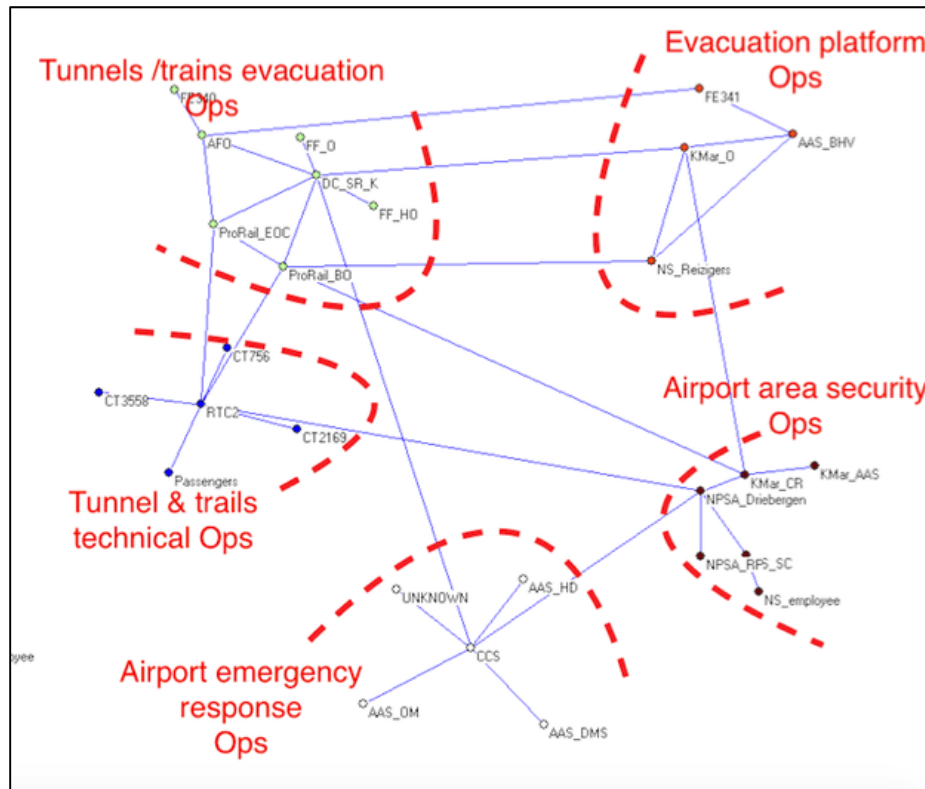 Evacuation platform
Ops
Tunnels /trains evacuation
Ops
FE341
AFO
FF_O
AAS_BHV
KMar_O
DC_SR_K
FF_HO
ProRail_EOC
ProRail_BO
NS_Reizigers
CT756
CT3558
RTC2
CT2169
Passengers
Tunnel & trails
technical Ops
Airport area security
Ops
KMar_AAS
KMar_CR
NPSA_Driebergen
NPSA_RPS_SC
NS_employee
AAS_HD
UNKNOWN
CCS
oyee
Airport emergency
response
Ops
AAS_OM
AAS_DMS